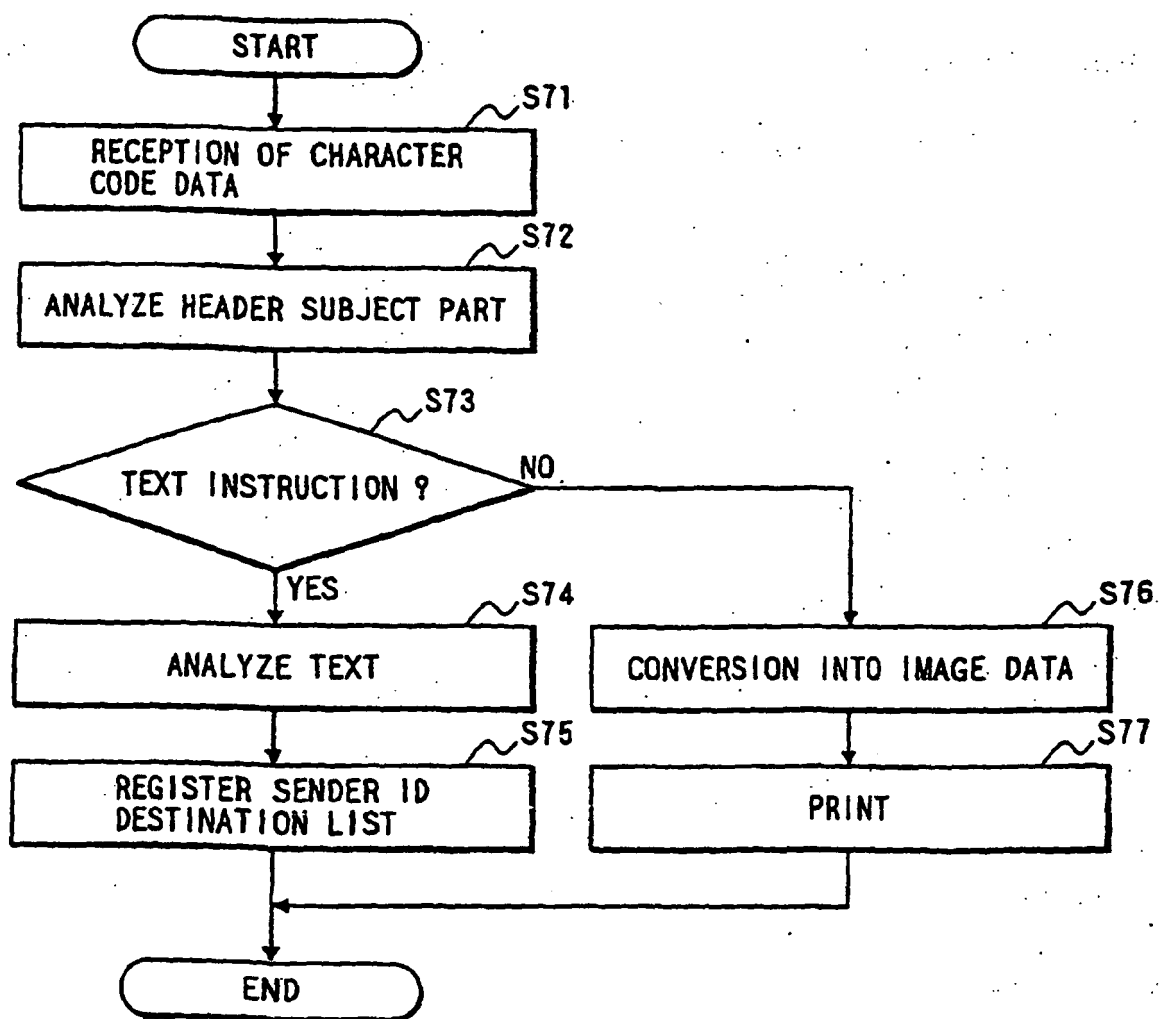 START
S71
RECEPTION OF CHARACTER
CODE DATA
S72
ANALYZE HEADER SUBJECT PART
S73
TEXT INSTRUCTION ?
NO
YES
S74
ANALYZE TEXT
S76
CONVERSION INTO IMAGE DATA
S75
REGISTER SENDER ID
DESTINATION LIST
S77
PRINT
END